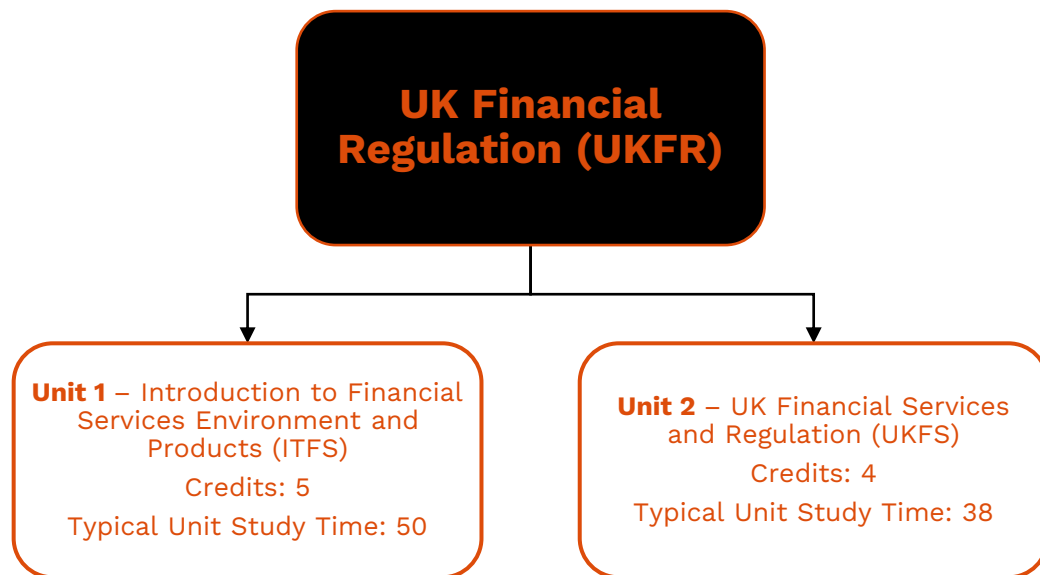 UK Financial
Regulation (UKFR)
Unit 1 – Introduction to Financial
Services Environment and
Products (ITFS)
Credits: 5
Typical Unit Study Time: 50
Unit 2 – UK Financial Services
and Regulation (UKFS)
Credits: 4
Typical Unit Study Time: 38